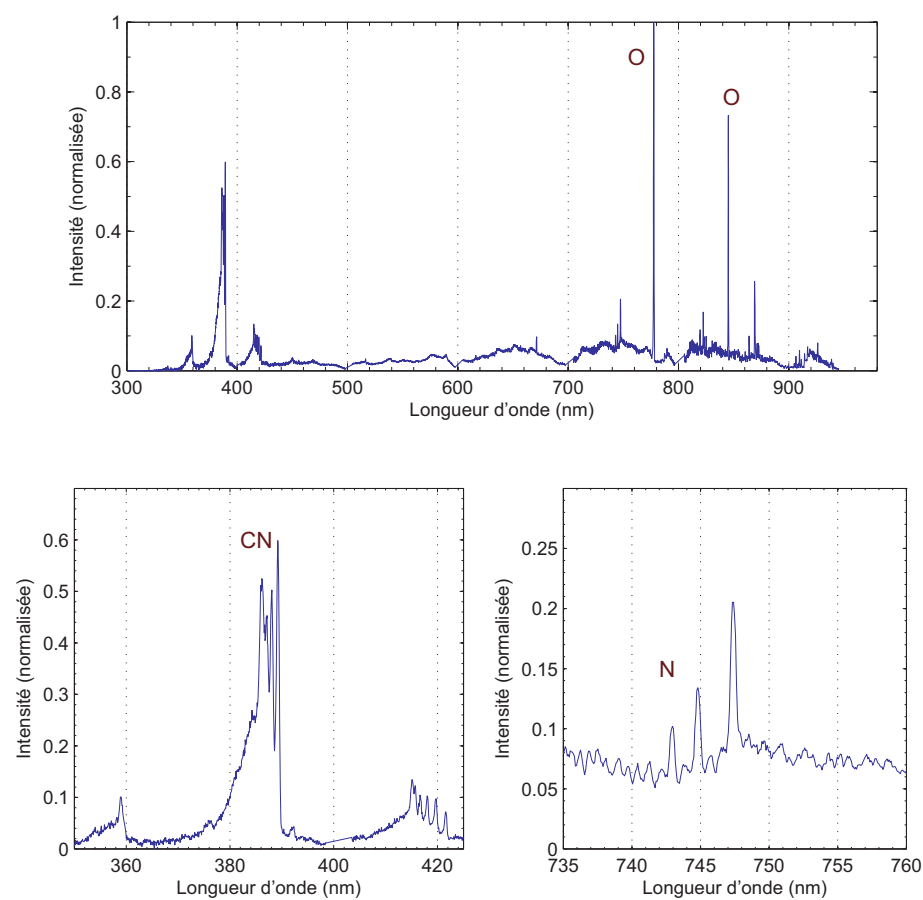 Intensité (normalisée)
1
0.8
0.6
0.4
0.2
0
O
O
300 400 500 600 700 800 900
Longueur d'onde (nm)
Intensité (normalisée)
0.6
0.5
0.4
0.3
0.2
0.1
0
CN
360 380 400 420
Longueur d'onde (nm)
Intensité (normalisée)
0.25
0.2
0.15
0.1
0.05
0
N
735 740 745 750 755 760
Longueur d'onde (nm)